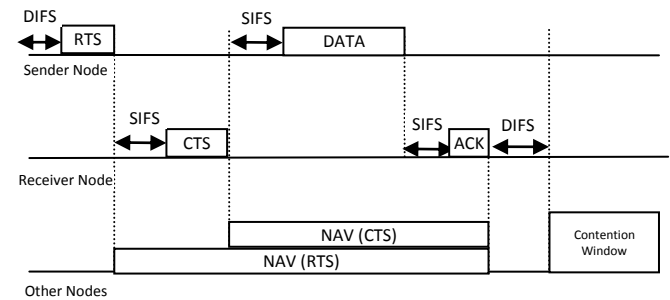 DIFS
SIFS
RTS
DATA
Sender Node
SIFS
SIFS
DIFS
CTS
ACK
Receiver Node
NAV (CTS)
Contention
Window
NAV (RTS)
Other Nodes